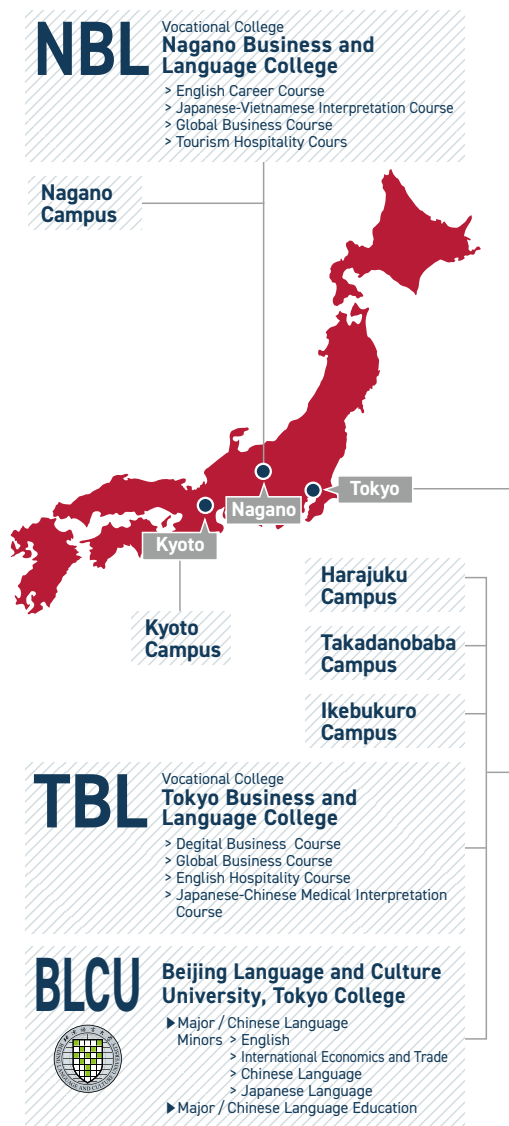 NBL
Vocational College
Nagano Business and
Language College
> English Career Course
> Japanese-Vietnamese Interpretation Course
> Global Business Course
> Tourism Hospitality Cours
Nagano
Campus
Tokyo
Nagano
Kyoto
Kyoto
Campus
Harajuku
Campus
Takadanobaba
Campus
Ikebukuro
Campus
TBL
Vocational College
Tokyo Business and
Language College
> Degital Business Course
> Global Business Course
> English Hospitality Course
> Japanese-Chinese Medical Interpretation
Course
BLCU
Beijing Language and Culture
University, Tokyo College
▶Major / Chinese Language
Minors > English
> International Economics and Trade
> Chinese Language
> Japanese Language
▶Major / Chinese Language Education